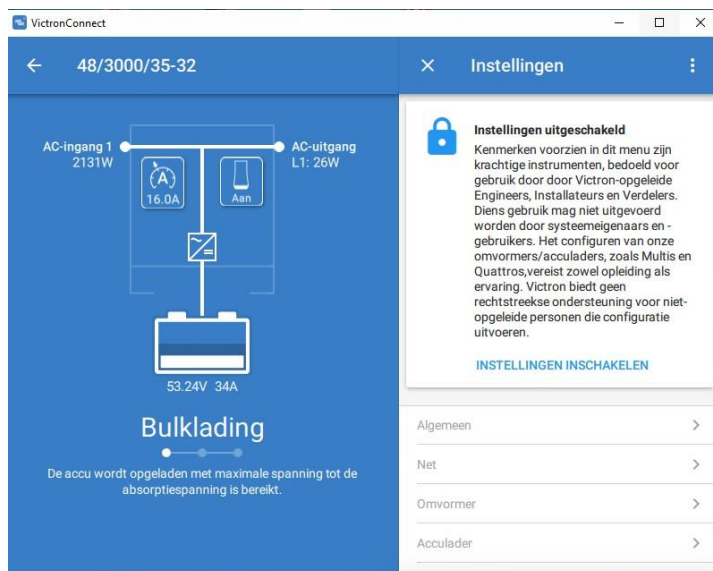 VictronConnect
48/3000/35-32
Instellingen
AC-ingang 1
2131W
AC-uitgang
L1: 26W
A
16.0A
Aan
53.24V 34A
Bulklading
De accu wordt opgeladen met maximale spanning tot de
absorptiespanning is bereikt.
Instellingen uitgeschakeld
Kenmerken voorzien in dit menu zijn
krachtige instrumenten, bedoeld voor
gebruik door door Victron-opgeleide
Engineers, Installateurs en Verdelers.
Diens gebruik mag niet uitgevoerd
worden door systeemeigenaars en -
gebruikers. Het configuren van onze
omvormers/acculaders, zoals Multis en
Quattros,vereist zowel opleiding als
ervaring. Victron biedt geen
rechtstreekse ondersteuning voor niet-
opgeleide personen die configuratie
uitvoeren.
INSTELLINGEN INSCHAKELEN
Algemeen
Net
Omvormer
Acculader